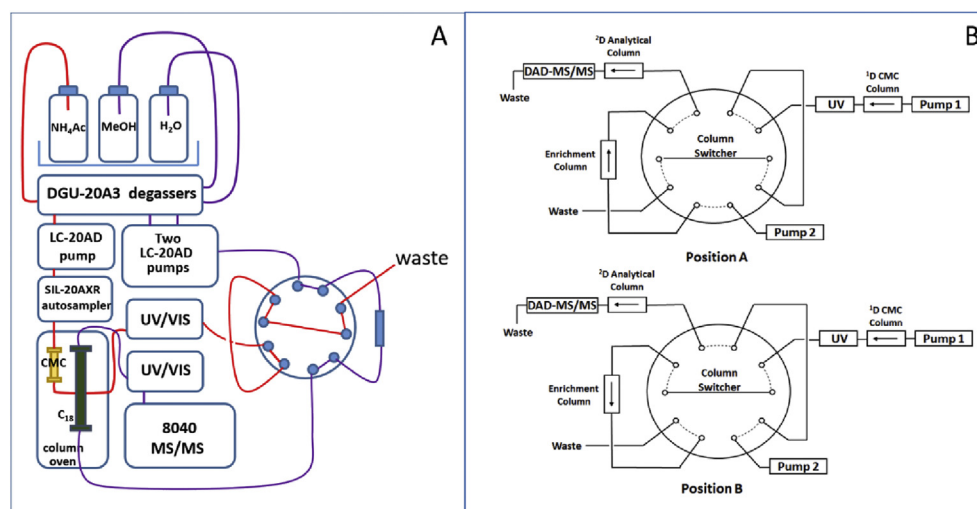 A
NH₄Ac
MeOH
H₂O
DGU-20A3 degassers
LC-20AD
pump
Two
LC-20AD
pumps
waste
SIL-20AXR
autosampler
UV/VIS
CMC
UV/VIS
C₁₈
8040
MS/MS
column
oven
B
²D Analytical
Column
DAD-MS/MS
Waste
¹D CMC
Column
UV
Pump 1
Enrichment
Column
Column
Switcher
Waste
Pump 2
Position A
²D Analytical
Column
DAD-MS/MS
Waste
¹D CMC
Column
UV
Pump 1
Enrichment
Column
Column
Switcher
Waste
Pump 2
Position B